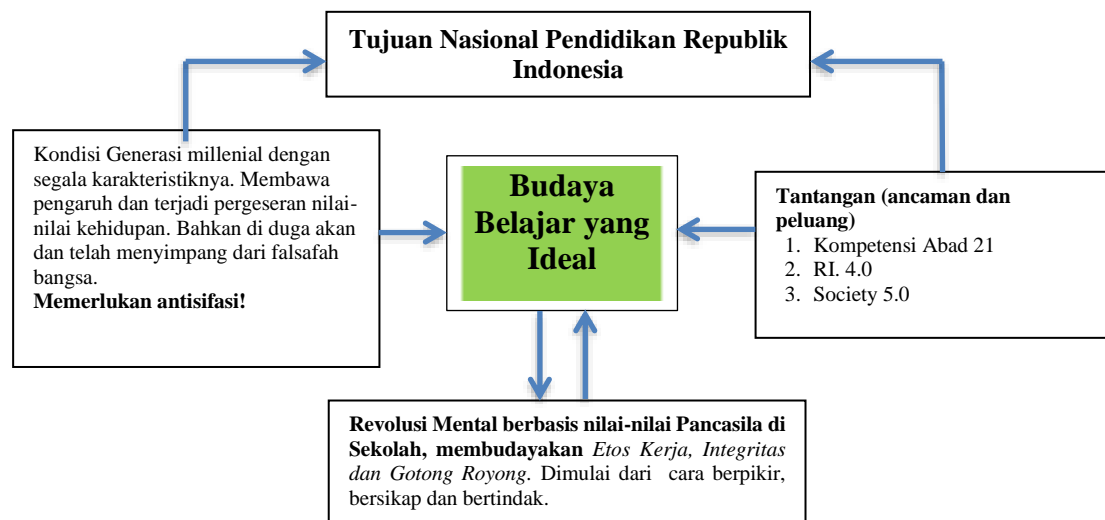 Tujuan Nasional Pendidikan Republik
Indonesia
Kondisi Generasi millenial dengan
segala karakteristiknya. Membawa
pengaruh dan terjadi pergeseran nilai-
nilai kehidupan. Bahkan di duga akan
dan telah menyimpang dari falsafah
bangsa.
Memerlukan antisifasi!
Budaya
Belajar yang
Ideal
Tantangan (ancaman dan
peluang)
1. Kompetensi Abad 21
2. RI. 4.0
3. Society 5.0
Revolusi Mental berbasis nilai-nilai Pancasila di
Sekolah, membudayakan Etos Kerja, Integritas
dan Gotong Royong. Dimulai dari cara berpikir,
bersikap dan bertindak.